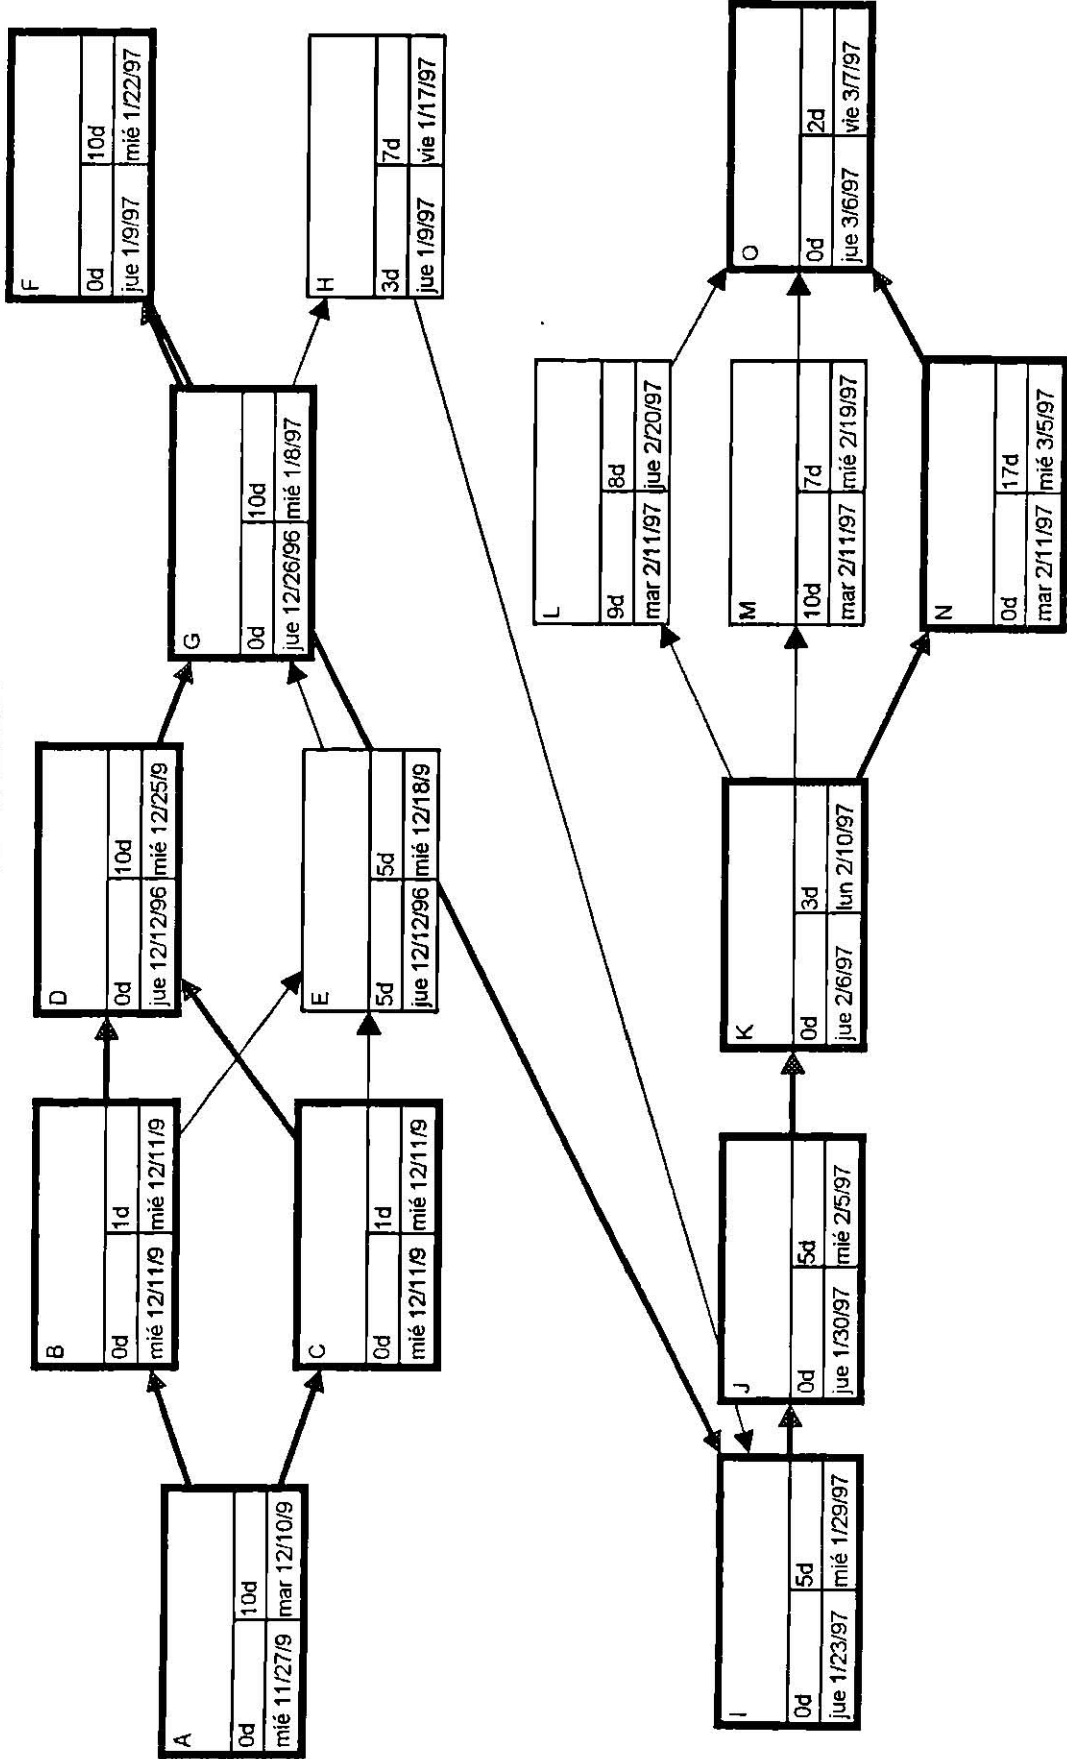 A
0d 10d
mié 11/27/9 mar 12/10/9
B
0d 1d
mié 12/11/9 mié 12/11/9
C
0d 1d
mié 12/11/9 mié 12/11/9
D
0d 10d
jue 12/12/96 mié 12/25/9
E
5d 5d
jue 12/12/96 mié 12/18/9
G
0d 10d
jue 12/26/96 mié 1/8/97
F
0d 10d
jue 1/9/97 mié 1/22/97
H
3d 7d
jue 1/9/97 vie 1/17/97
I
0d 5d
jue 1/23/97 mié 1/29/97
J
0d 5d
jue 1/30/97 mié 2/5/97
K
0d 3d
jue 2/6/97 lun 2/10/97
L
9d 8d
mar 2/11/97 jue 2/20/97
M
10d 7d
mar 2/11/97 mié 2/19/97
N
0d 17d
mar 2/11/97 mié 3/5/97
O
0d 2d
jue 3/6/97 vie 3/7/97